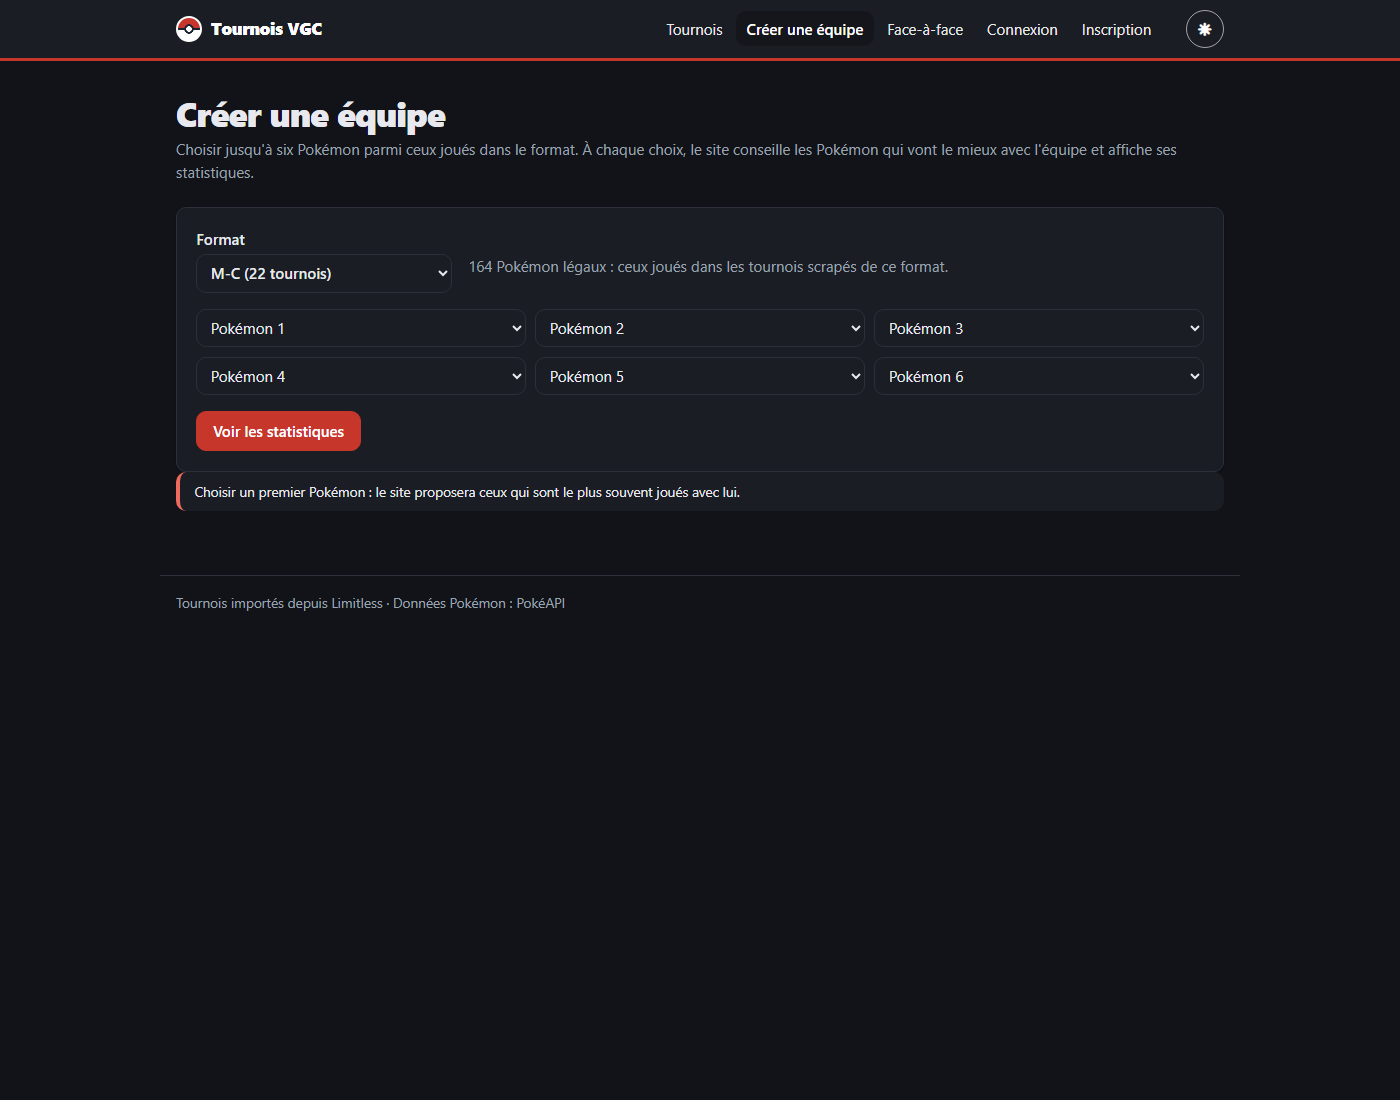 Tournois VGC
Tournois
Créer une équipe
Face-à-face
Connexion
Inscription
Créer une équipe
Choisir jusqu'à six Pokémon parmi ceux joués dans le format. À chaque choix, le site conseille les Pokémon qui vont le mieux avec l'équipe et affiche ses
statistiques.
Format
M-C (22 tournois)
164 Pokémon légaux : ceux joués dans les tournois scrapés de ce format.
Pokémon 1
Pokémon 2
Pokémon 3
Pokémon 4
Pokémon 5
Pokémon 6
Voir les statistiques
Choisir un premier Pokémon : le site proposera ceux qui sont le plus souvent joués avec lui.
Tournois importés depuis Limitless · Données Pokémon : PokéAPI